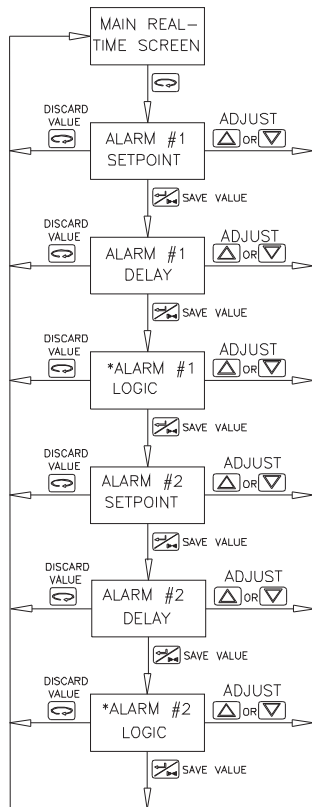 MAIN REAL-
TIME SCREEN
DISCARD
VALUE
ADJUST
OR
ALARM #1
SETPOINT
SAVE VALUE
DISCARD
VALUE
ADJUST
OR
ALARM #1
DELAY
SAVE VALUE
DISCARD
VALUE
ADJUST
OR
*ALARM #1
LOGIC
SAVE VALUE
DISCARD
VALUE
ADJUST
OR
ALARM #2
SETPOINT
SAVE VALUE
DISCARD
VALUE
ADJUST
OR
ALARM #2
DELAY
SAVE VALUE
DISCARD
VALUE
ADJUST
OR
*ALARM #2
LOGIC
SAVE VALUE